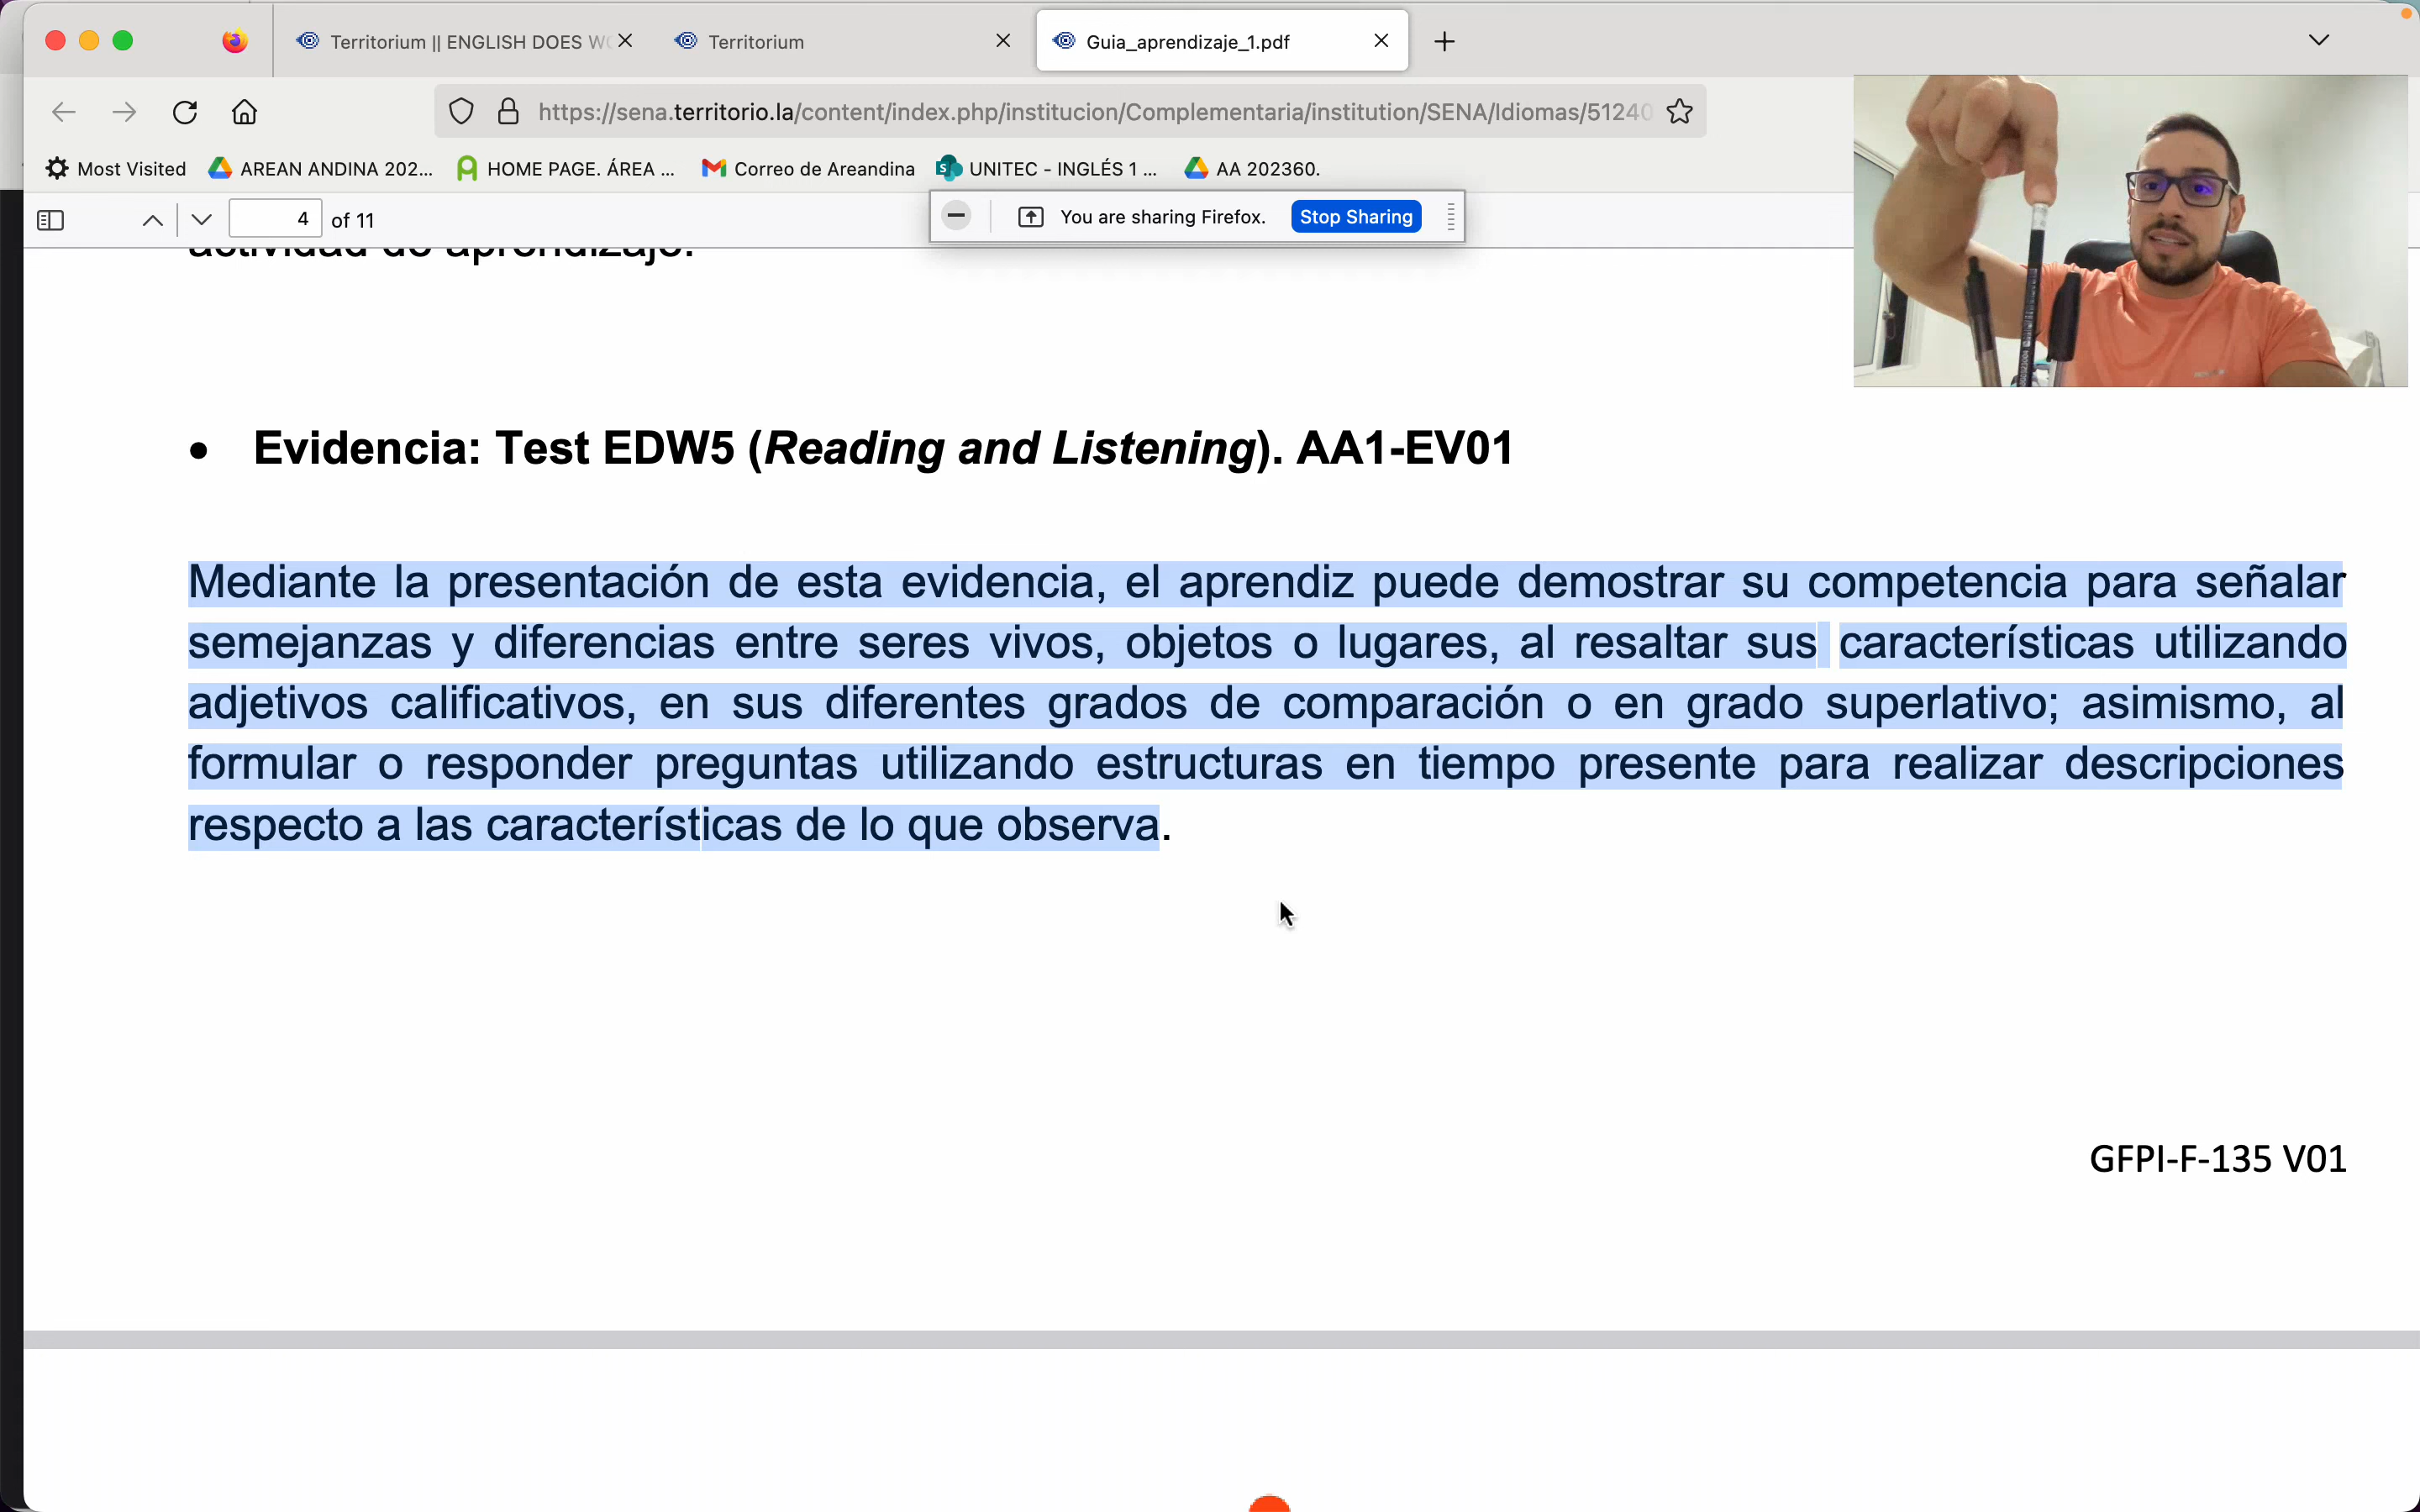 Territorium || ENGLISH DOES W
Territorium
Guia_aprendizaje_1.pdf
https://sena.territorio.la/content/index.php/institucion/Complementaria/institution/SENA/Idiomas/51240
Most Visited
AREAN ANDINA 202...
HOME PAGE. ÁREA ...
Correo de Areandina
UNITEC - INGLÉS 1 ...
AA 202360.
4 of 11
You are sharing Firefox.
Stop Sharing
actividad de aprendizaje.
• Evidencia: Test EDW5 (Reading and Listening). AA1-EV01
Mediante la presentación de esta evidencia, el aprendiz puede demostrar su competencia para señalar
semejanzas y diferencias entre seres vivos, objetos o lugares, al resaltar sus características utilizando
adjetivos calificativos, en sus diferentes grados de comparación o en grado superlativo; asimismo, al
formular o responder preguntas utilizando estructuras en tiempo presente para realizar descripciones
respecto a las características de lo que observa.
GFPI-F-135 V01